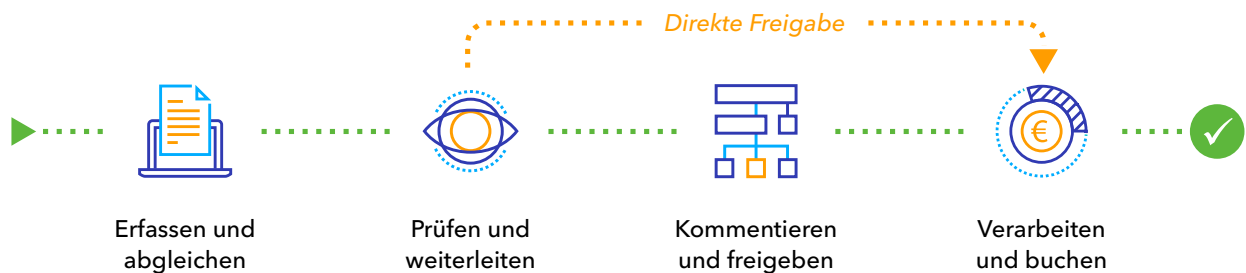 Direkte Freigabe
€
Erfassen und
abgleichen
Prüfen und
weiterleiten
Kommentieren
und freigeben
Verarbeiten
und buchen